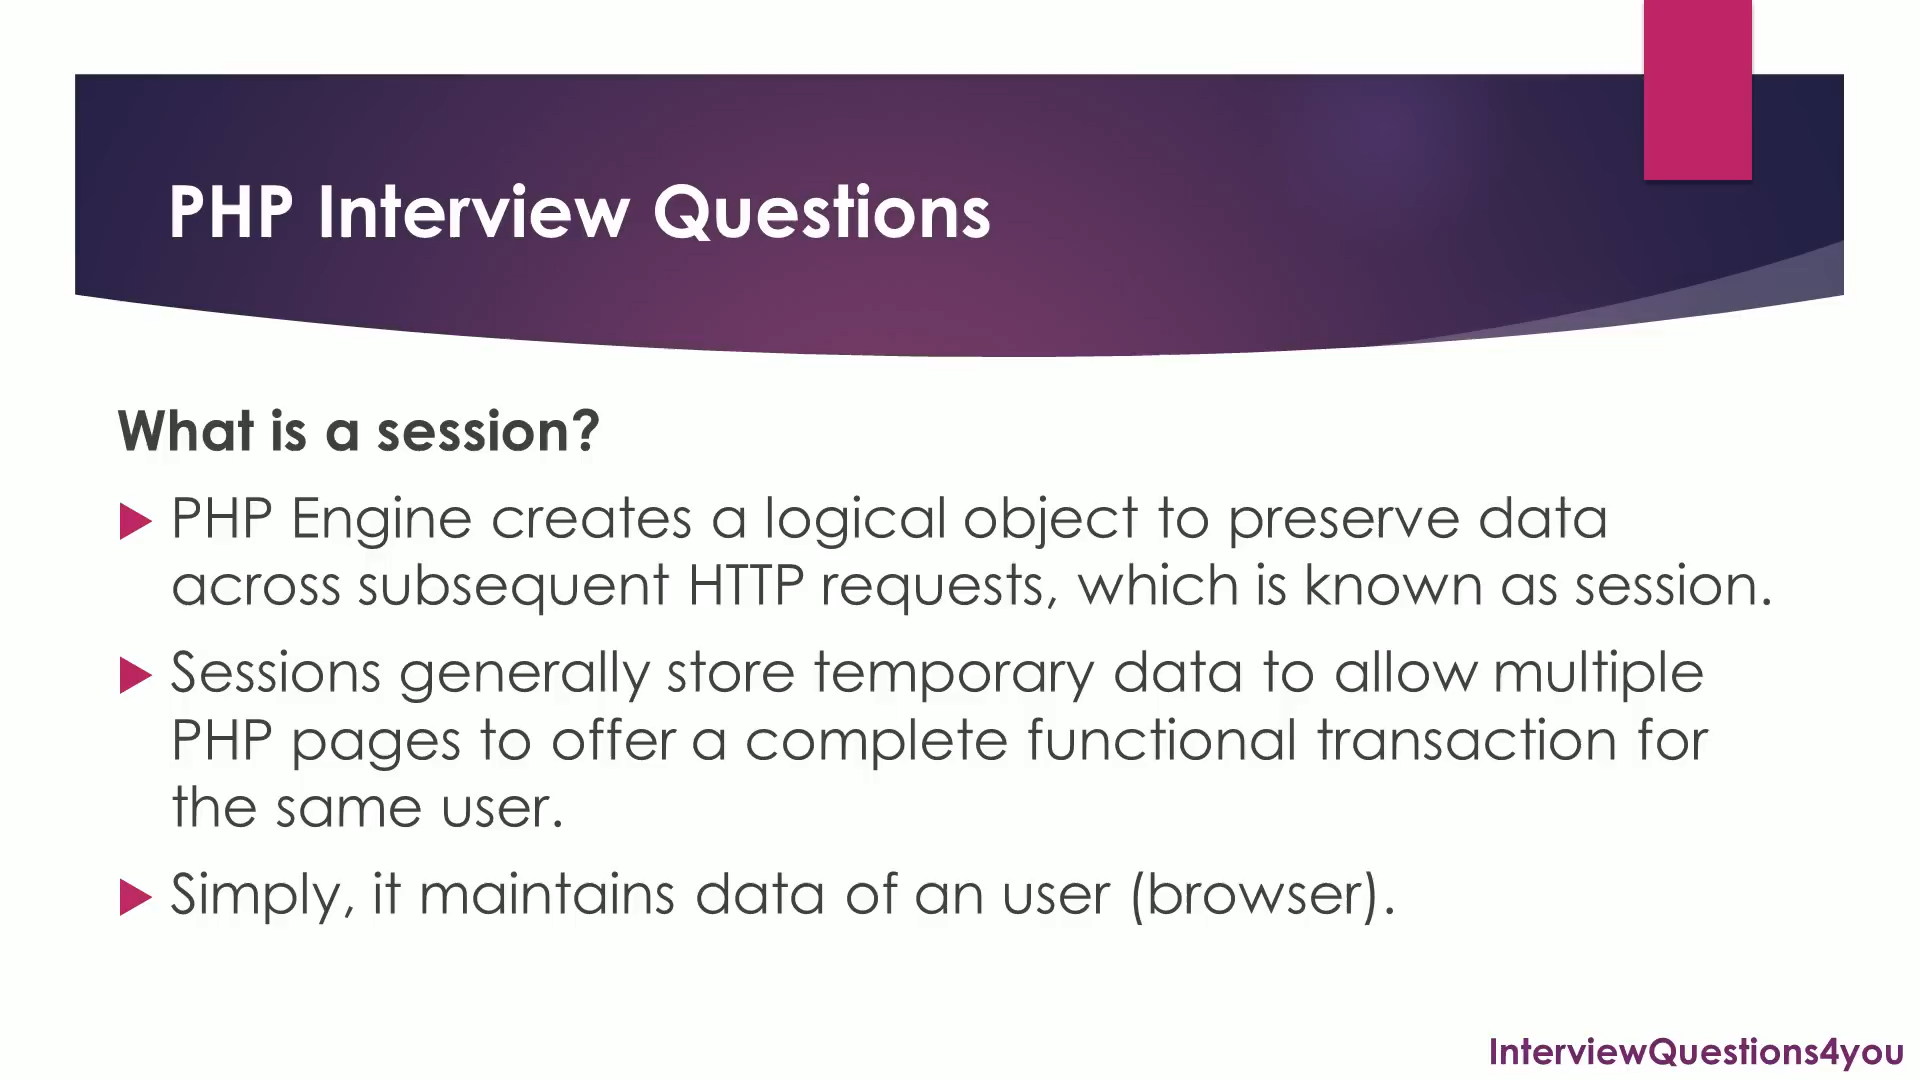 PHP Interview Questions
What is a session?
PHP Engine creates a logical object to preserve data
across subsequent HTTP requests, which is known as session.
Sessions generally store temporary data to allow multiple
PHP pages to offer a complete functional transaction for
the same user.
Simply, it maintains data of an user (browser).
InterviewQuestions4you